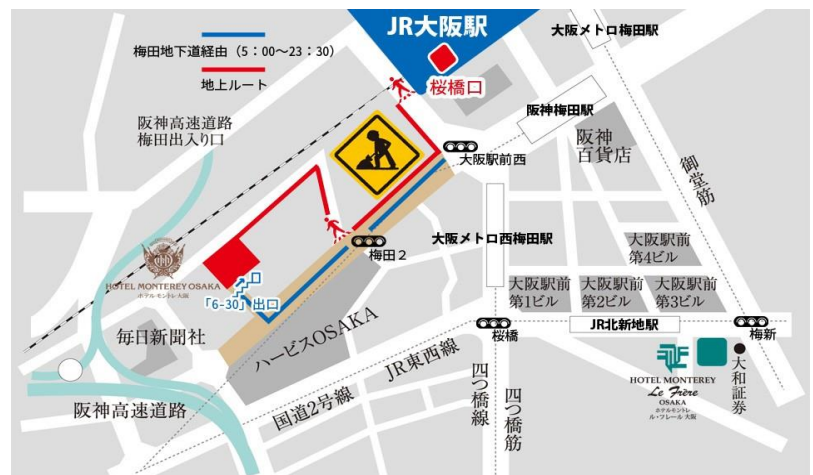 JR大阪駅
大阪メトロ梅田駅
梅田地下道経由（5：00〜23：30）
地上ルート
桜橋口
阪神梅田駅
阪神高速道路
梅田出入り口
大阪駅前西
阪神
百貨店
御堂筋
梅田2
大阪メトロ西梅田駅
大阪駅前
第4ビル
HOTEL MONTEREY OSAKA
ホテル モントレ 大阪
「6-30」出口
大阪駅前
第1ビル
大阪駅前
第2ビル
大阪駅前
第3ビル
毎日新聞社
ハービスOSAKA
桜橋
JR北新地駅
梅新
JR東西線
国道2号線
四つ橋線
四つ橋筋
阪神高速道路
HOTEL MONTEREY
Le Frère
OSAKA
ホテルモントレ
ル・フレール 大阪
大和証券